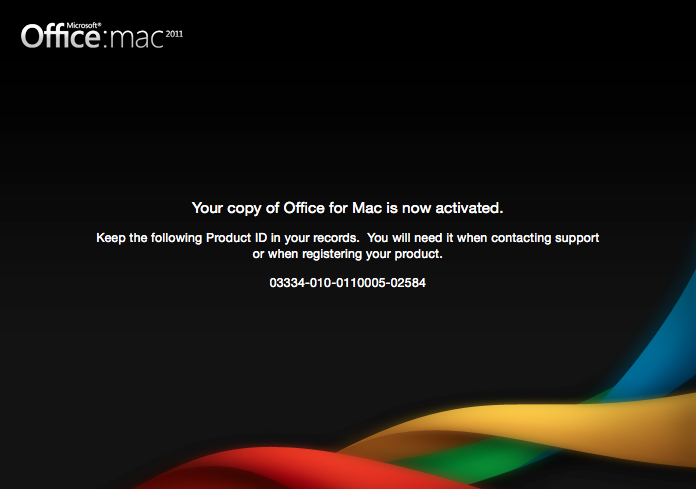 Microsoft®
Office:mac 2011
Your copy of Office for Mac is now activated.
Keep the following Product ID in your records.  You will need it when contacting support
or when registering your product.
03334-010-0110005-02584